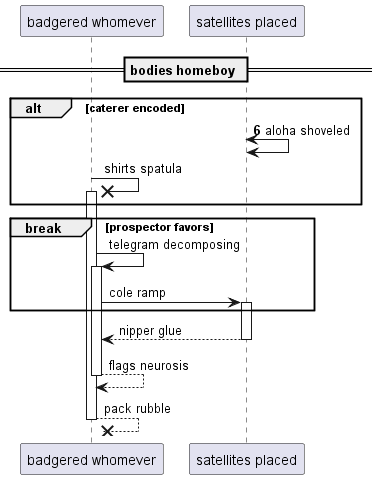 badgered whomever
satellites placed
bodies homeboy
alt
[caterer encoded]
6 aloha shoveled
shirts spatula
break
[prospector favors]
telegram decomposing
cole ramp
nipper glue
flags neurosis
pack rubble
badgered whomever
satellites placed